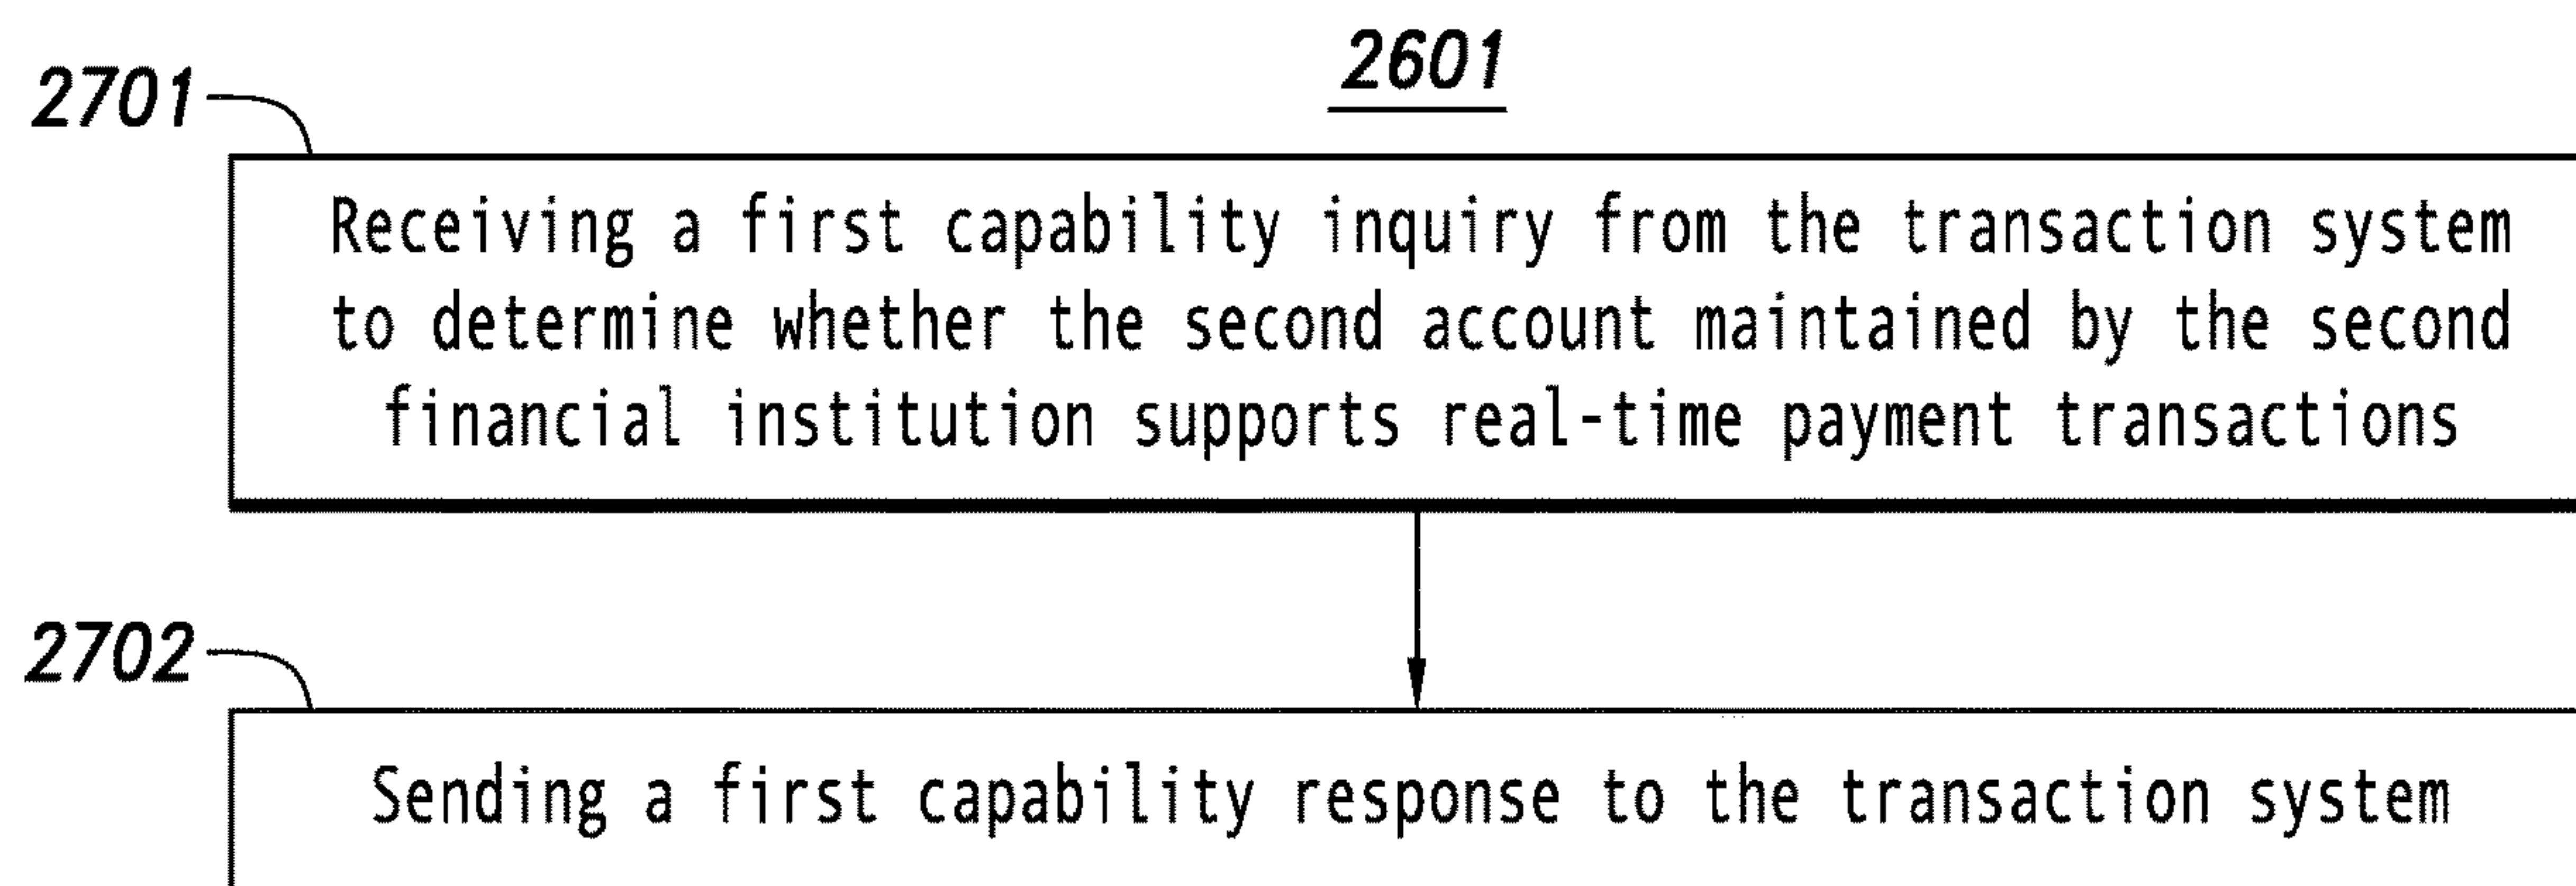 2601
2701
Receiving a first capability inquiry from the transaction system
to determine whether the second account maintained by the second
financial institution supports real-time payment transactions
2702
Sending a first capability response to the transaction system